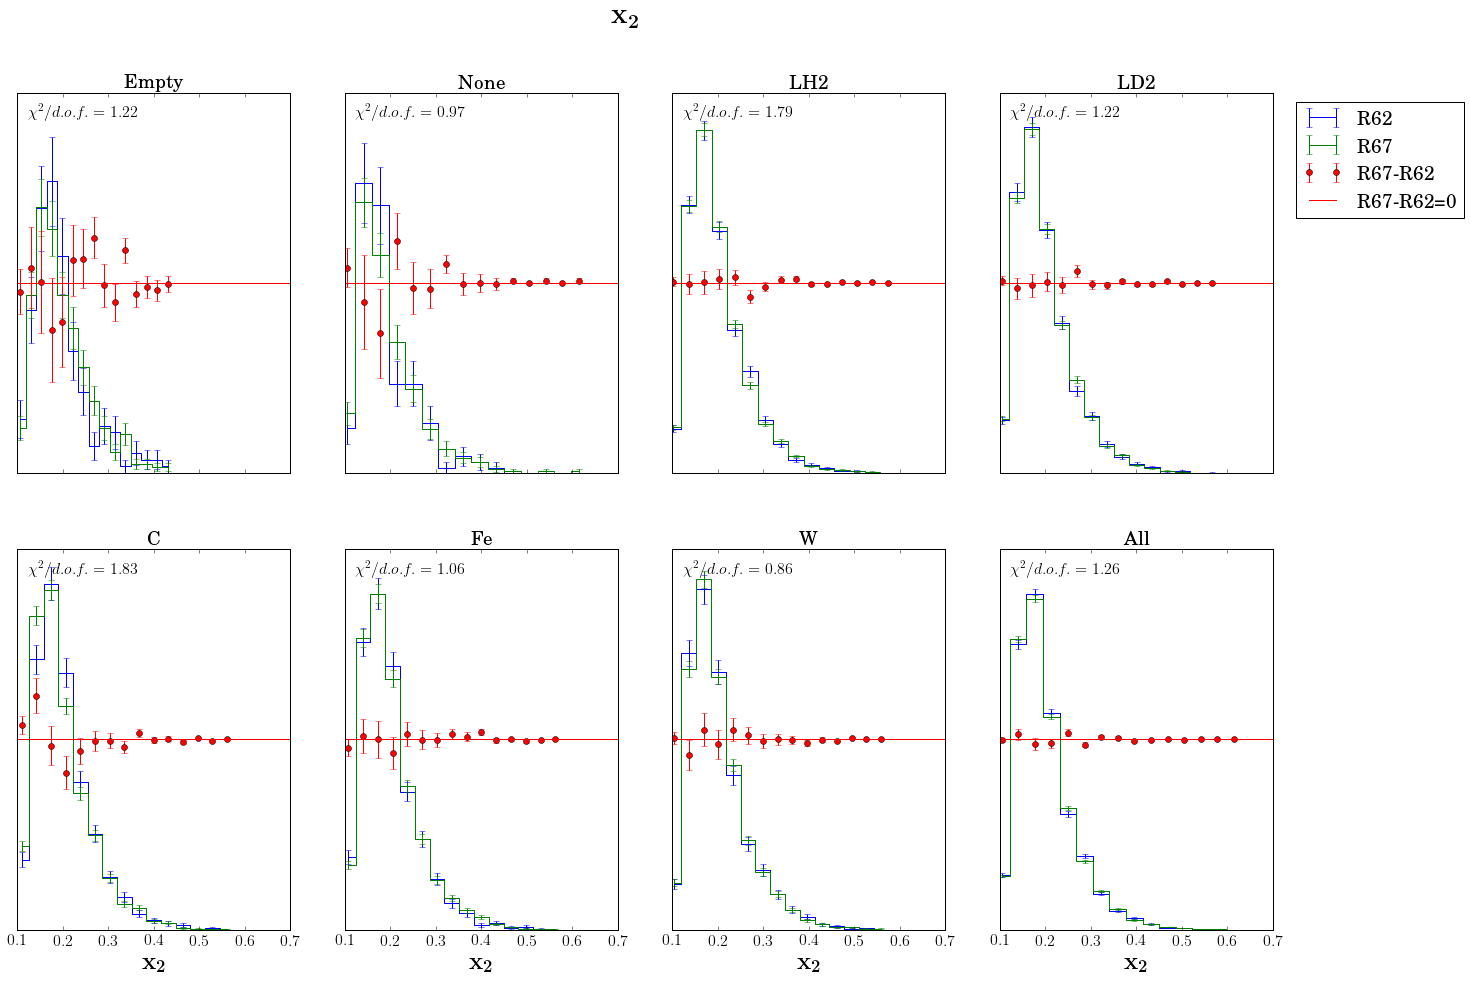 x₂
Empty
None
LH2
LD2
χ²/d.o.f. = 1.22
χ²/d.o.f. = 0.97
χ²/d.o.f. = 1.79
χ²/d.o.f. = 1.22
R62
R67
R67-R62
R67-R62=0
C
Fe
W
All
χ²/d.o.f. = 1.83
χ²/d.o.f. = 1.06
χ²/d.o.f. = 0.86
χ²/d.o.f. = 1.26
0.1 0.2 0.3 0.4 0.5 0.6 0.7
0.1 0.2 0.3 0.4 0.5 0.6 0.7
0.1 0.2 0.3 0.4 0.5 0.6 0.7
0.1 0.2 0.3 0.4 0.5 0.6 0.7
x₂
x₂
x₂
x₂